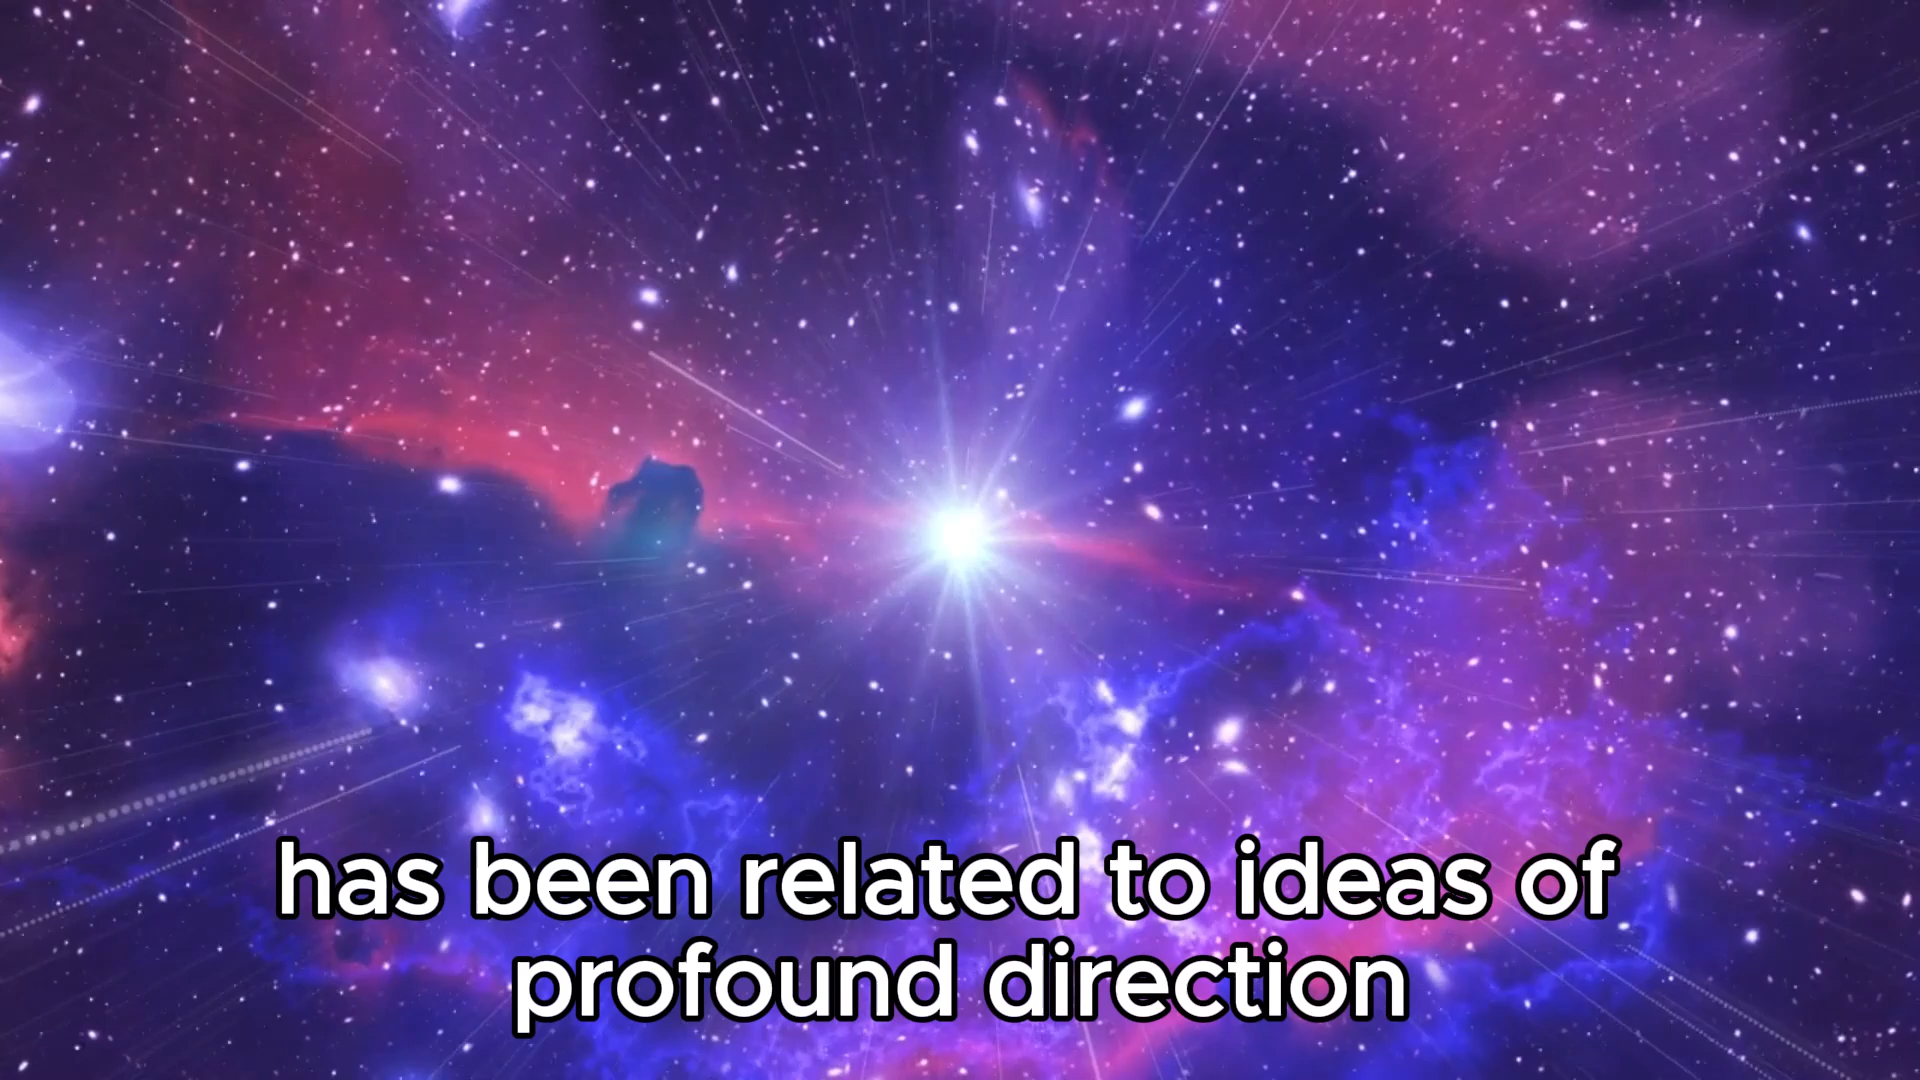 has been related to ideas of
profound direction